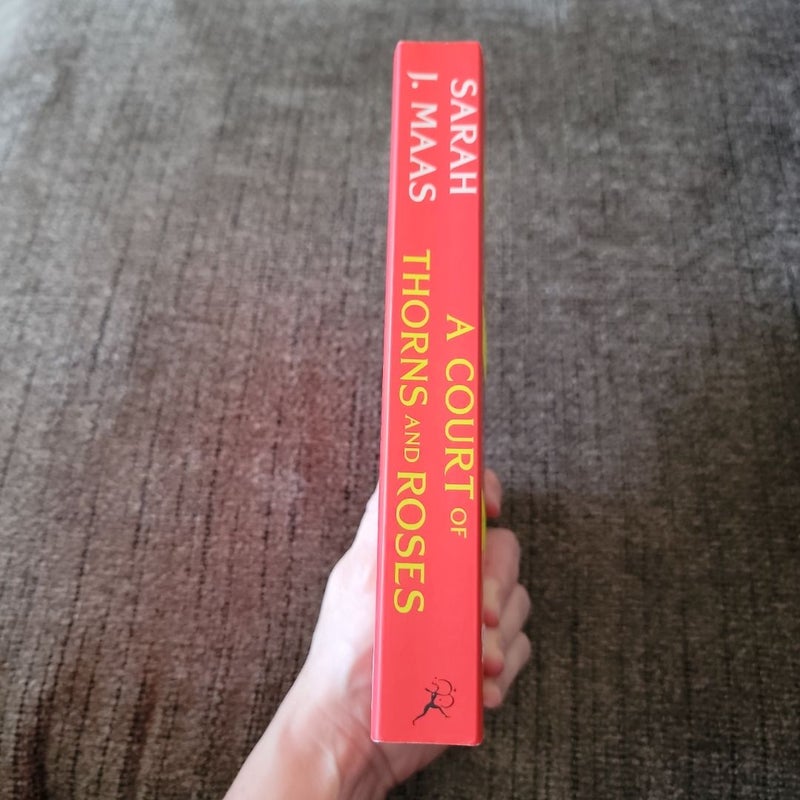 SARAH
J. MAAS
A COURT OF
THORNS AND ROSES